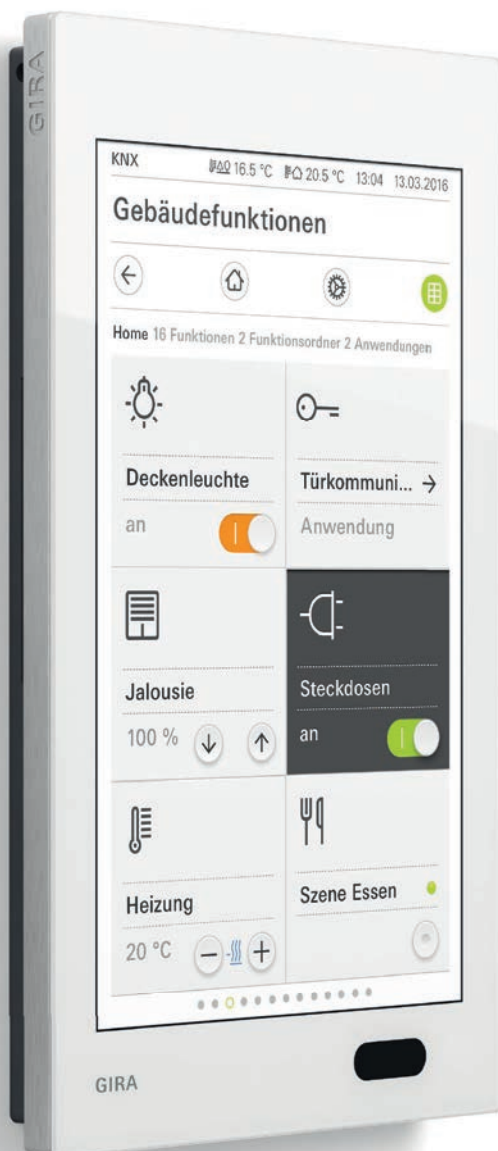 GIRA
KNX 16.5 °C 20.5 °C 13:04 13.03.2016
Gebäudefunktionen
Home 16 Funktionen 2 Funktionsordner 2 Anwendungen
Deckenleuchte
an
Türkommuni... →
Anwendung
Jalousie
100 %
Steckdosen
an
Heizung
20 °C
Szene Essen
GIRA